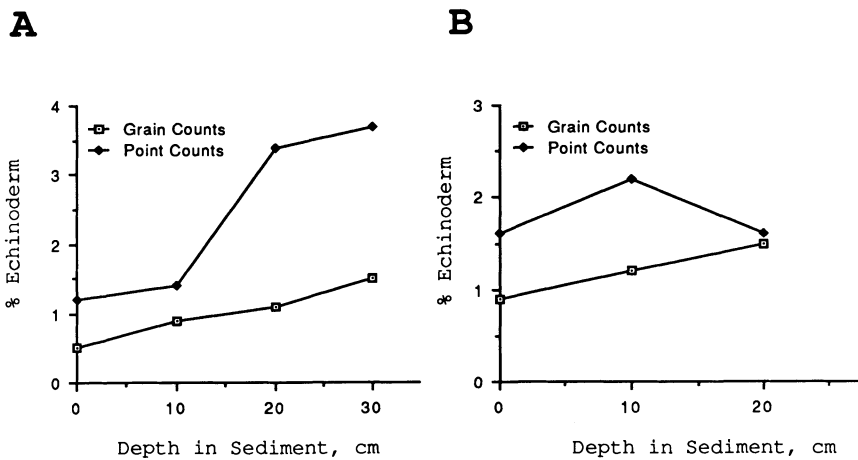 A
4
3
2
1
0
% Echinoderm
Grain Counts
Point Counts
0 10 20 30
Depth in Sediment, cm
B
3
2
1
0
% Echinoderm
Grain Counts
Point Counts
0 10 20
Depth in Sediment, cm